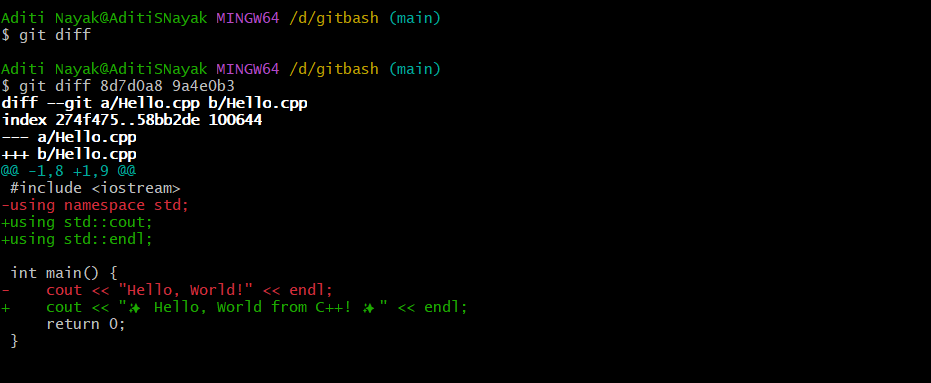 Aditi Nayak@AditiSNayak MINGW64 /d/gitbash (main)
$ git diff
Aditi Nayak@AditiSNayak MINGW64 /d/gitbash (main)
$ git diff 8d7d0a8 9a4e0b3
diff --git a/Hello.cpp b/Hello.cpp
index 274f475..58bb2de 100644
--- a/Hello.cpp
+++ b/Hello.cpp
@@ -1,8 +1,9 @@
 #include <iostream>
-using namespace std;
+using std::cout;
+using std::endl;
 int main() {
-    cout << "Hello, World!" << endl;
+    cout << "✨ Hello, World from C++! ✨" << endl;
     return 0;
 }